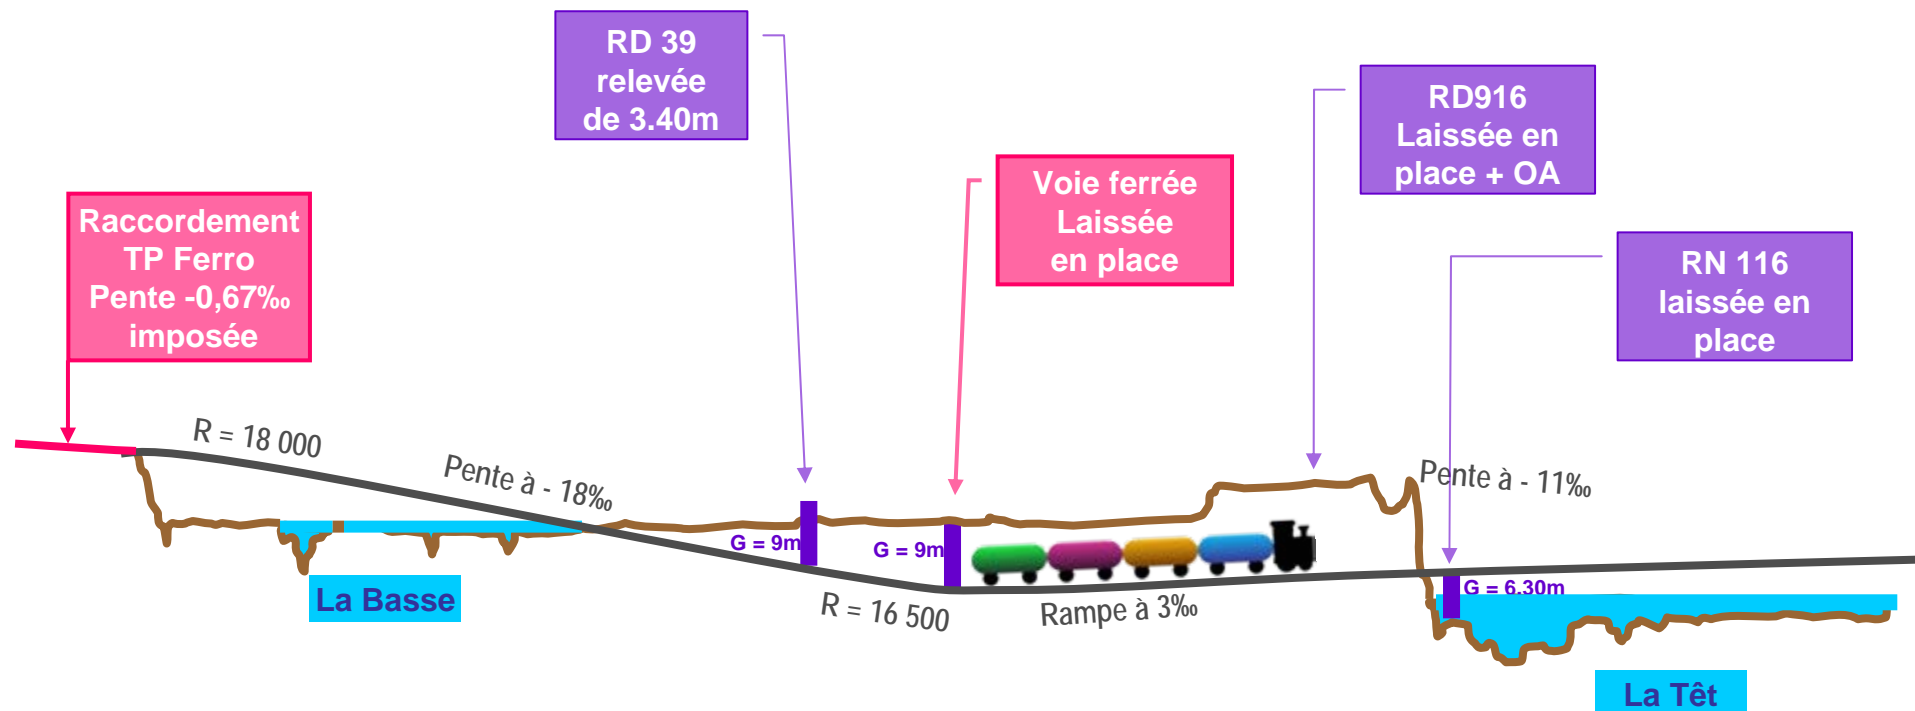 RD 39
relevée
de 3.40m
RD916
Laissée en
place + OA
Voie ferrée
Laissée
en place
Raccordement
TP Ferro
Pente -0,67‰
imposée
RN 116
laissée en
place
R = 18 000
Pente à - 18‰
Pente à - 11‰
G = 9m
G = 9m
G = 6.30m
La Basse
R = 16 500
Rampe à 3‰
La Têt